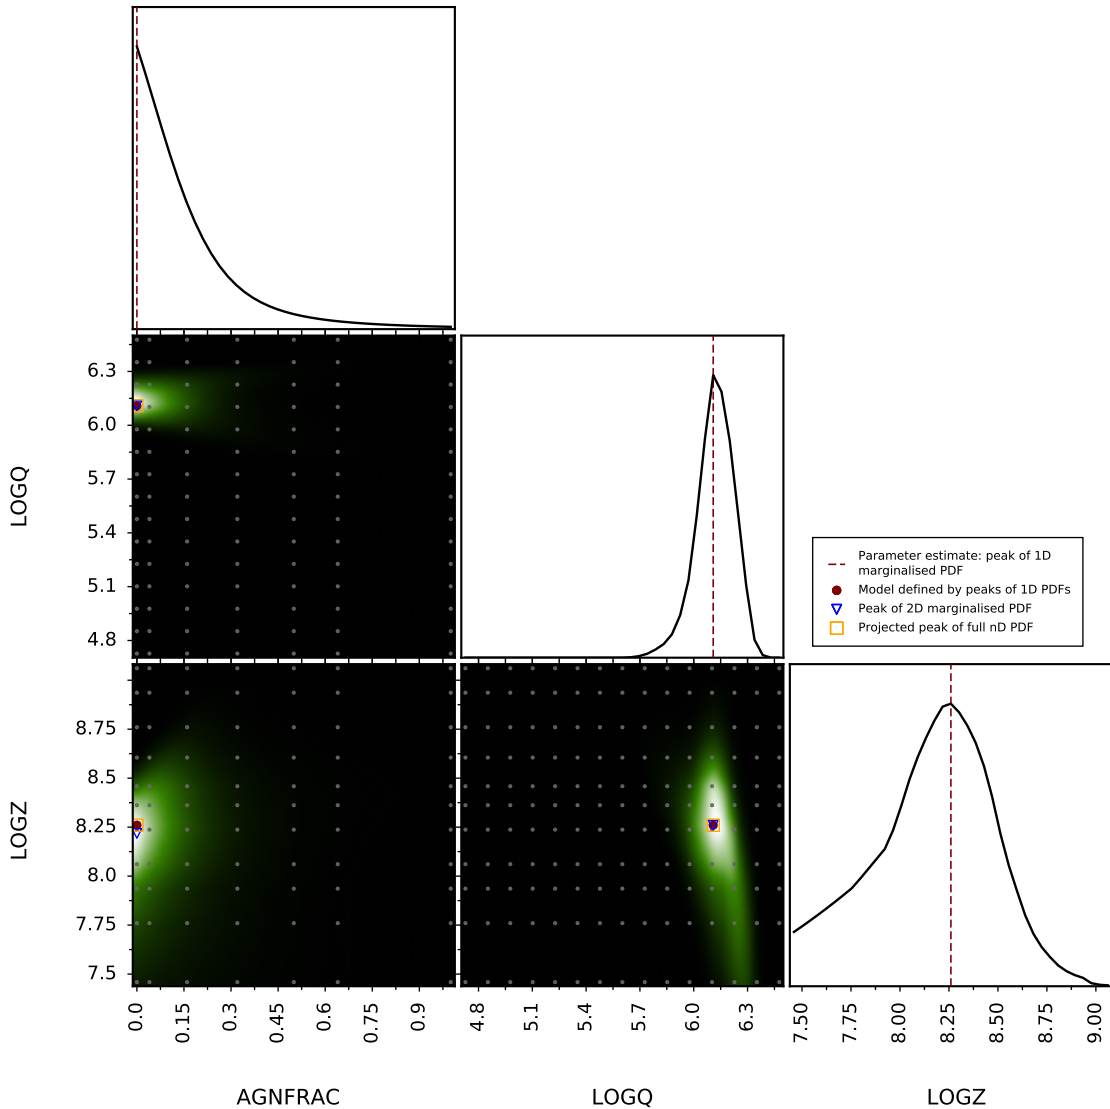 6.3
6.0
5.7
5.4
5.1
4.8
LOGQ
Parameter estimate: peak of 1D
marginalised PDF
Model defined by peaks of 1D PDFs
Peak of 2D marginalised PDF
Projected peak of full nD PDF
8.75
8.5
8.25
8.0
7.75
7.5
LOGZ
0.0 0.15 0.3 0.45 0.6 0.75 0.9
4.8 5.1 5.4 5.7 6.0 6.3
7.50 7.75 8.00 8.25 8.50 8.75 9.00
AGNFRAC LOGQ LOGZ